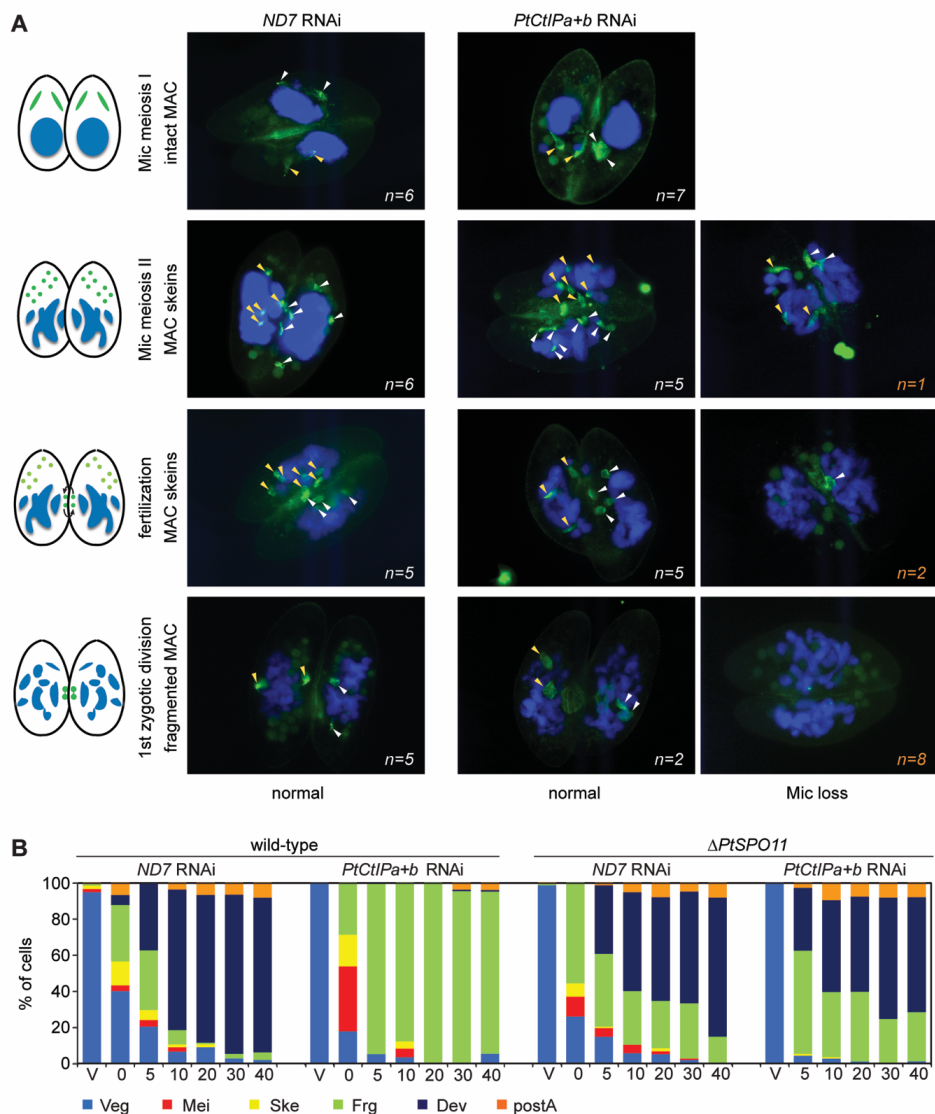 A
ND7 RNAi
PtCtIPa+b RNAi
Mic meiosis I
intact MAC
n=6
n=7
Mic meiosis II
MAC skeins
n=6
n=5
n=1
fertilization
MAC skeins
n=5
n=5
n=2
1st zygotic division
fragmented MAC
n=5
n=2
n=8
normal
normal
Mic loss
B
wild-type
ΔPtSPO11
ND7 RNAi
PtCtIPa+b RNAi
ND7 RNAi
PtCtIPa+b RNAi
% of cells
100
80
60
40
20
0
V 0 5 10 20 30 40
V 0 5 10 20 30 40
V 0 5 10 20 30 40
V 5 10 20 30 40
Veg
Mei
Ske
Frg
Dev
postA